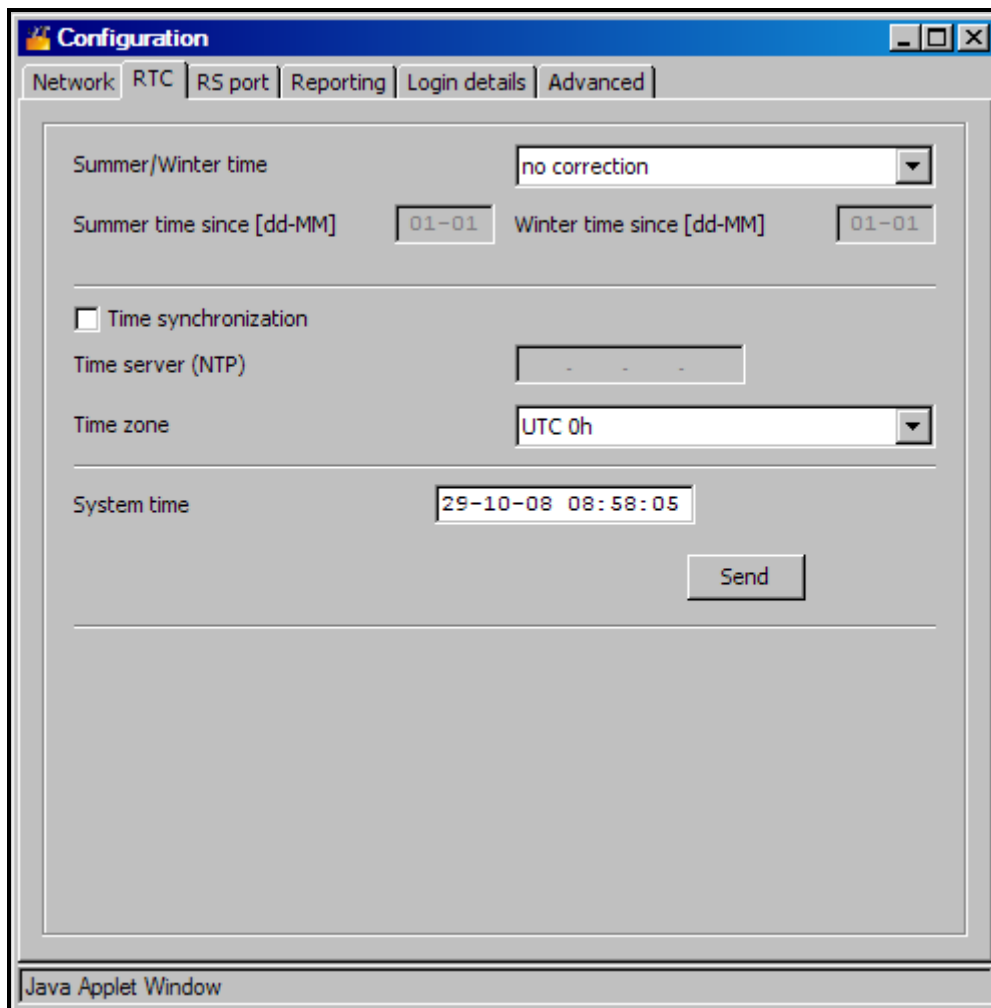 Configuration
Network RTC RS port Reporting Login details Advanced
Summer/Winter time no correction
Summer time since [dd-MM] 01-01 Winter time since [dd-MM] 01-01
Time synchronization
Time server (NTP) . . .
Time zone UTC 0h
System time 29-10-08 08:58:05
Send
Java Applet Window